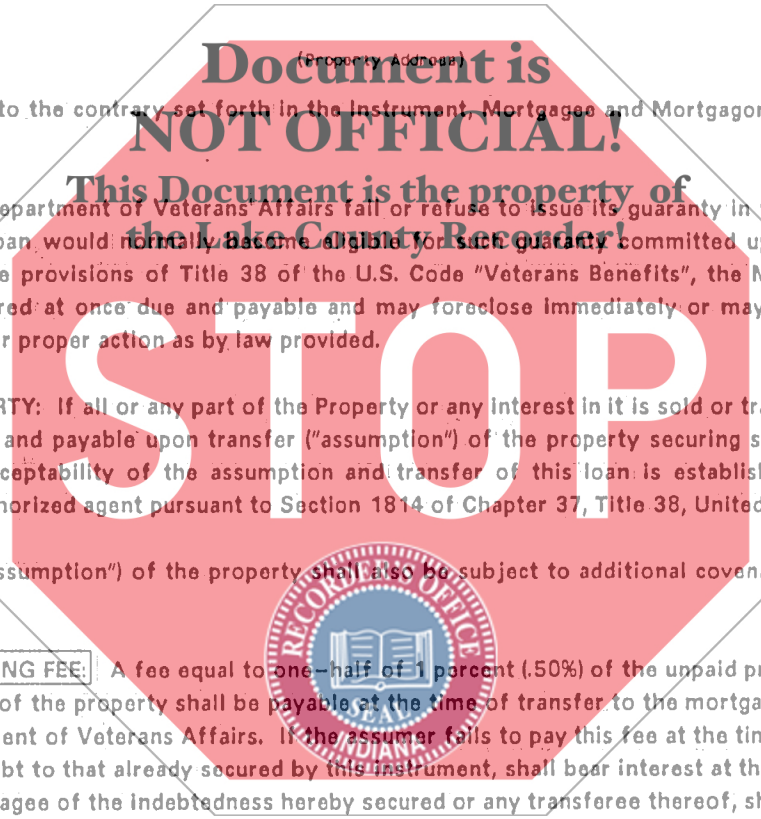 Document is
(Property Address)
to the contrary set forth in the Instrument, Mortgagee and Mortgagor
NOT OFFICIAL!
This Document is the property of
epartment of Veterans Affairs fail or refuse to issue its guaranty in
the Lake County Recorder!
oan would normally become eligible for such guaranty committed u
e provisions of Title 38 of the U.S. Code "Veterans Benefits", the M
red at once due and payable and may foreclose immediately or may
r proper action as by law provided.
STOP
RTY: If all or any part of the Property or any interest in it is sold or tra
and payable upon transfer ("assumption") of the property securing s
ceptability of the assumption and transfer of this loan is establis
horized agent pursuant to Section 1814 of Chapter 37, Title 38, United
ssumption") of the property shall also be subject to additional coven
RECORDER'S OFFICE
SEAL
INDIANA
NG FEE: A fee equal to one-half of 1 percent (.50%) of the unpaid pr
of the property shall be payable at the time of transfer to the mortga
ent of Veterans Affairs. If the assumer fails to pay this fee at the tim
bt to that already secured by this instrument, shall bear interest at th
agee of the indebtedness hereby secured or any transferee thereof, sh